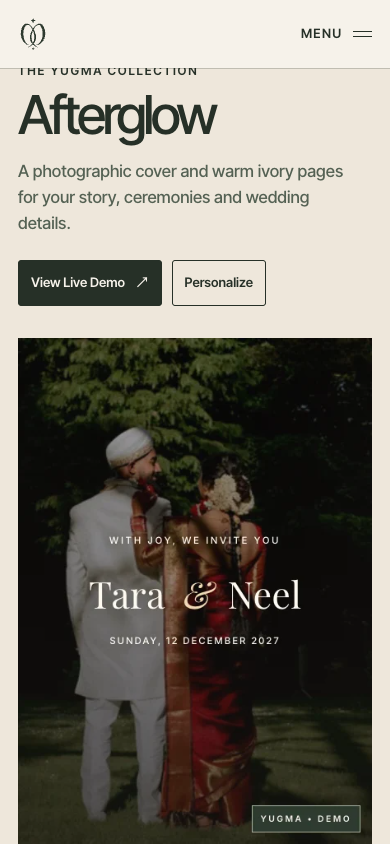 MENU
THE YUGMA COLLECTION
Afterglow
A photographic cover and warm ivory pages
for your story, ceremonies and wedding
details.
View Live Demo ↗
Personalize
WITH JOY, WE INVITE YOU
Tara & Neel
SUNDAY, 12 DECEMBER 2027
YUGMA • DEMO